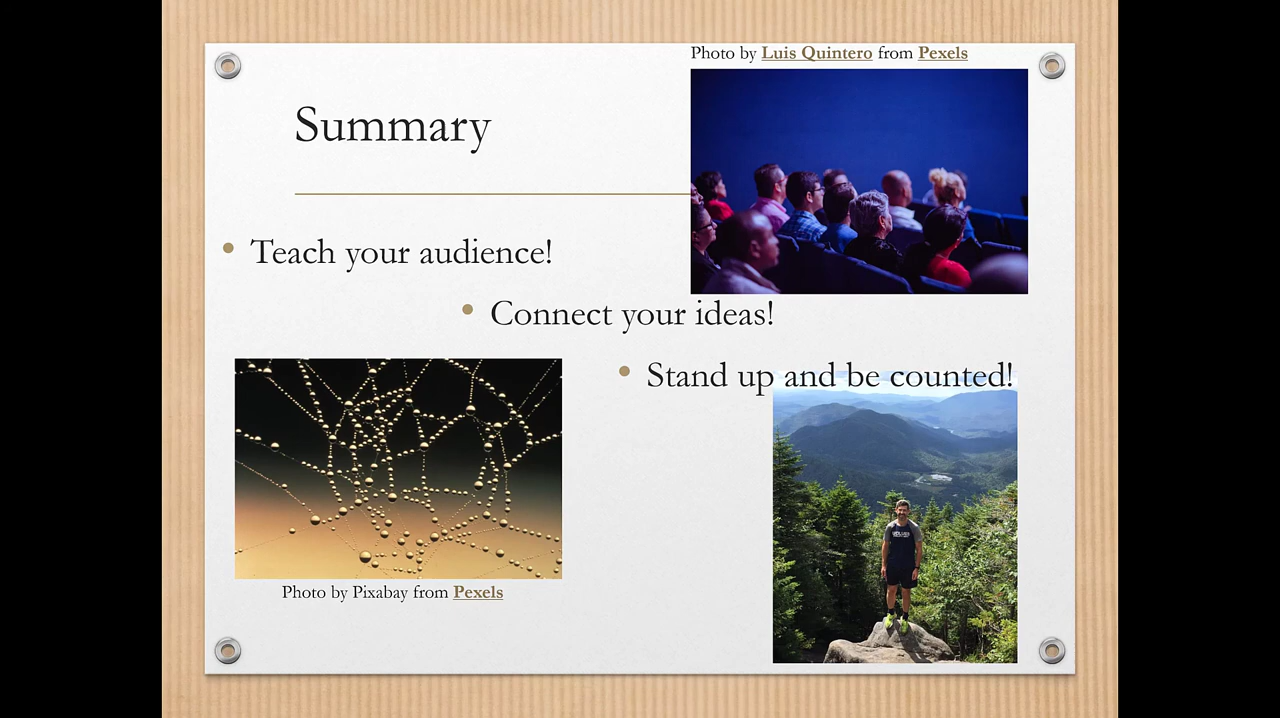 Photo by Luis Quintero from Pexels
Summary
• Teach your audience!
• Connect your ideas!
• Stand up and be counted!
Photo by Pixabay from Pexels